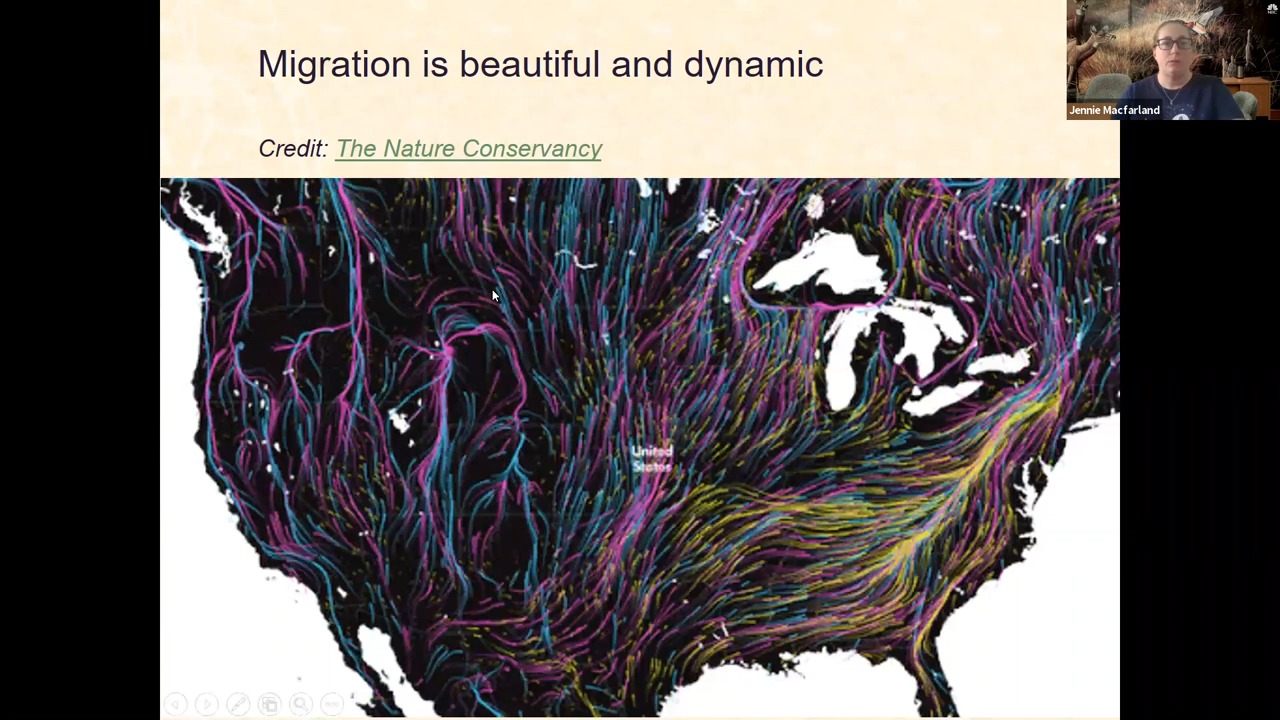 Migration is beautiful and dynamic
Credit: The Nature Conservancy
Jennie Macfarland
United
States